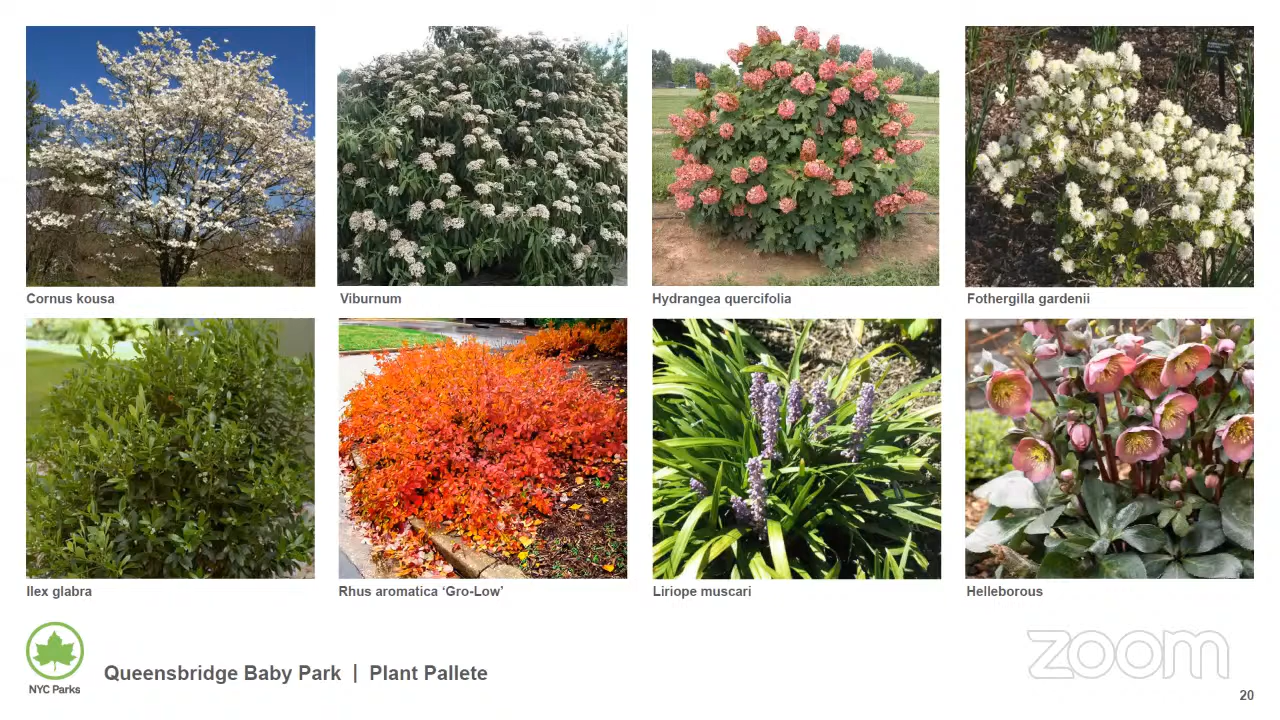 Cornus kousa
Viburnum
Hydrangea quercifolia
Fothergilla gardenii
Ilex glabra
Rhus aromatica ‘Gro-Low’
Liriope muscari
Helleborous
NYC Parks
Queensbridge Baby Park | Plant Pallete
zoom
20